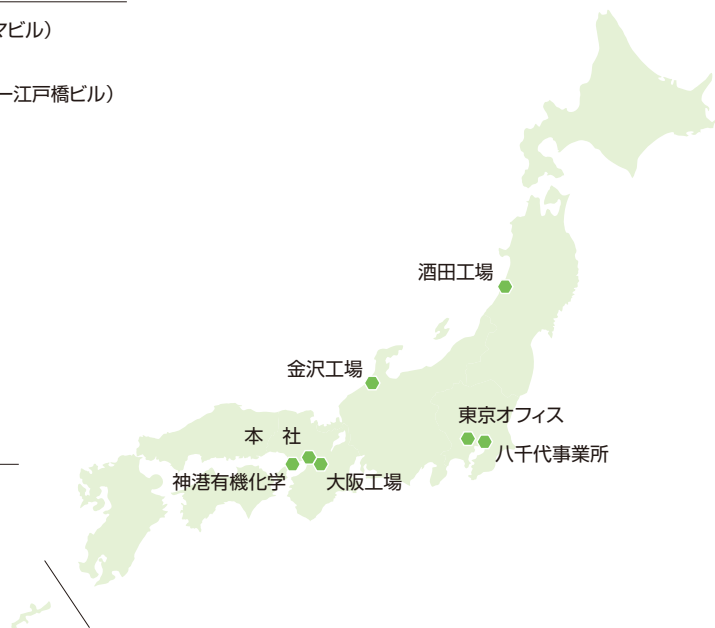 マビル）
ー江戸橋ビル）
酒田工場
金沢工場
東京オフィス
本　社
八千代事業所
神港有機化学
大阪工場